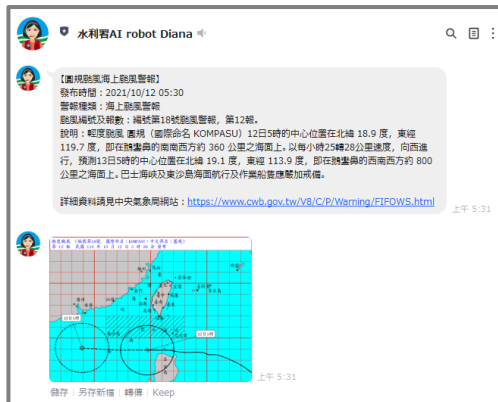 水利署AI robot Diana
【圓規颱風海上颱風警報】
發布時間：2021/10/12 05:30
警報種類：海上颱風警報
颱風編號及報數：編號第18號颱風警報，第12報。
說明：輕度颱風 圓規（國際命名 KOMPASU）12日5時的中心位置在北緯 18.9 度，東經
119.7 度，即在鵝鑾鼻的南南西方約 360 公里之海面上。以每小時25轉28公里速度，向西進
行，預測13日5時的中心位置在北緯 19.1 度，東經 113.9 度，即在鵝鑾鼻的西南西方約 800
公里之海面上。巴士海峽及東沙島海面航行及作業船隻應嚴加戒備。
詳細資料請見中央氣象局網站：https://www.cwb.gov.tw/V8/C/P/Warning/FIFOWS.html
上午 5:31
上午 5:31
儲存｜另存新檔｜轉傳｜Keep